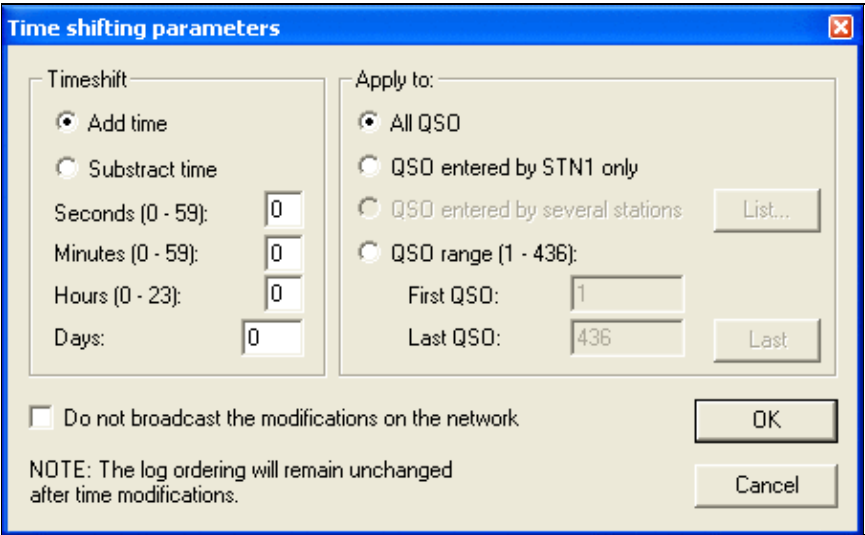 Time shifting parameters
Timeshift
Add time
Substract time
Seconds (0 - 59): 0
Minutes (0 - 59): 0
Hours (0 - 23): 0
Days: 0
Apply to:
All QSO
QSO entered by STN1 only
QSO entered by several stations List...
QSO range (1 - 436):
First QSO: 1
Last QSO: 436 Last
Do not broadcast the modifications on the network
OK
NOTE: The log ordering will remain unchanged
after time modifications.
Cancel